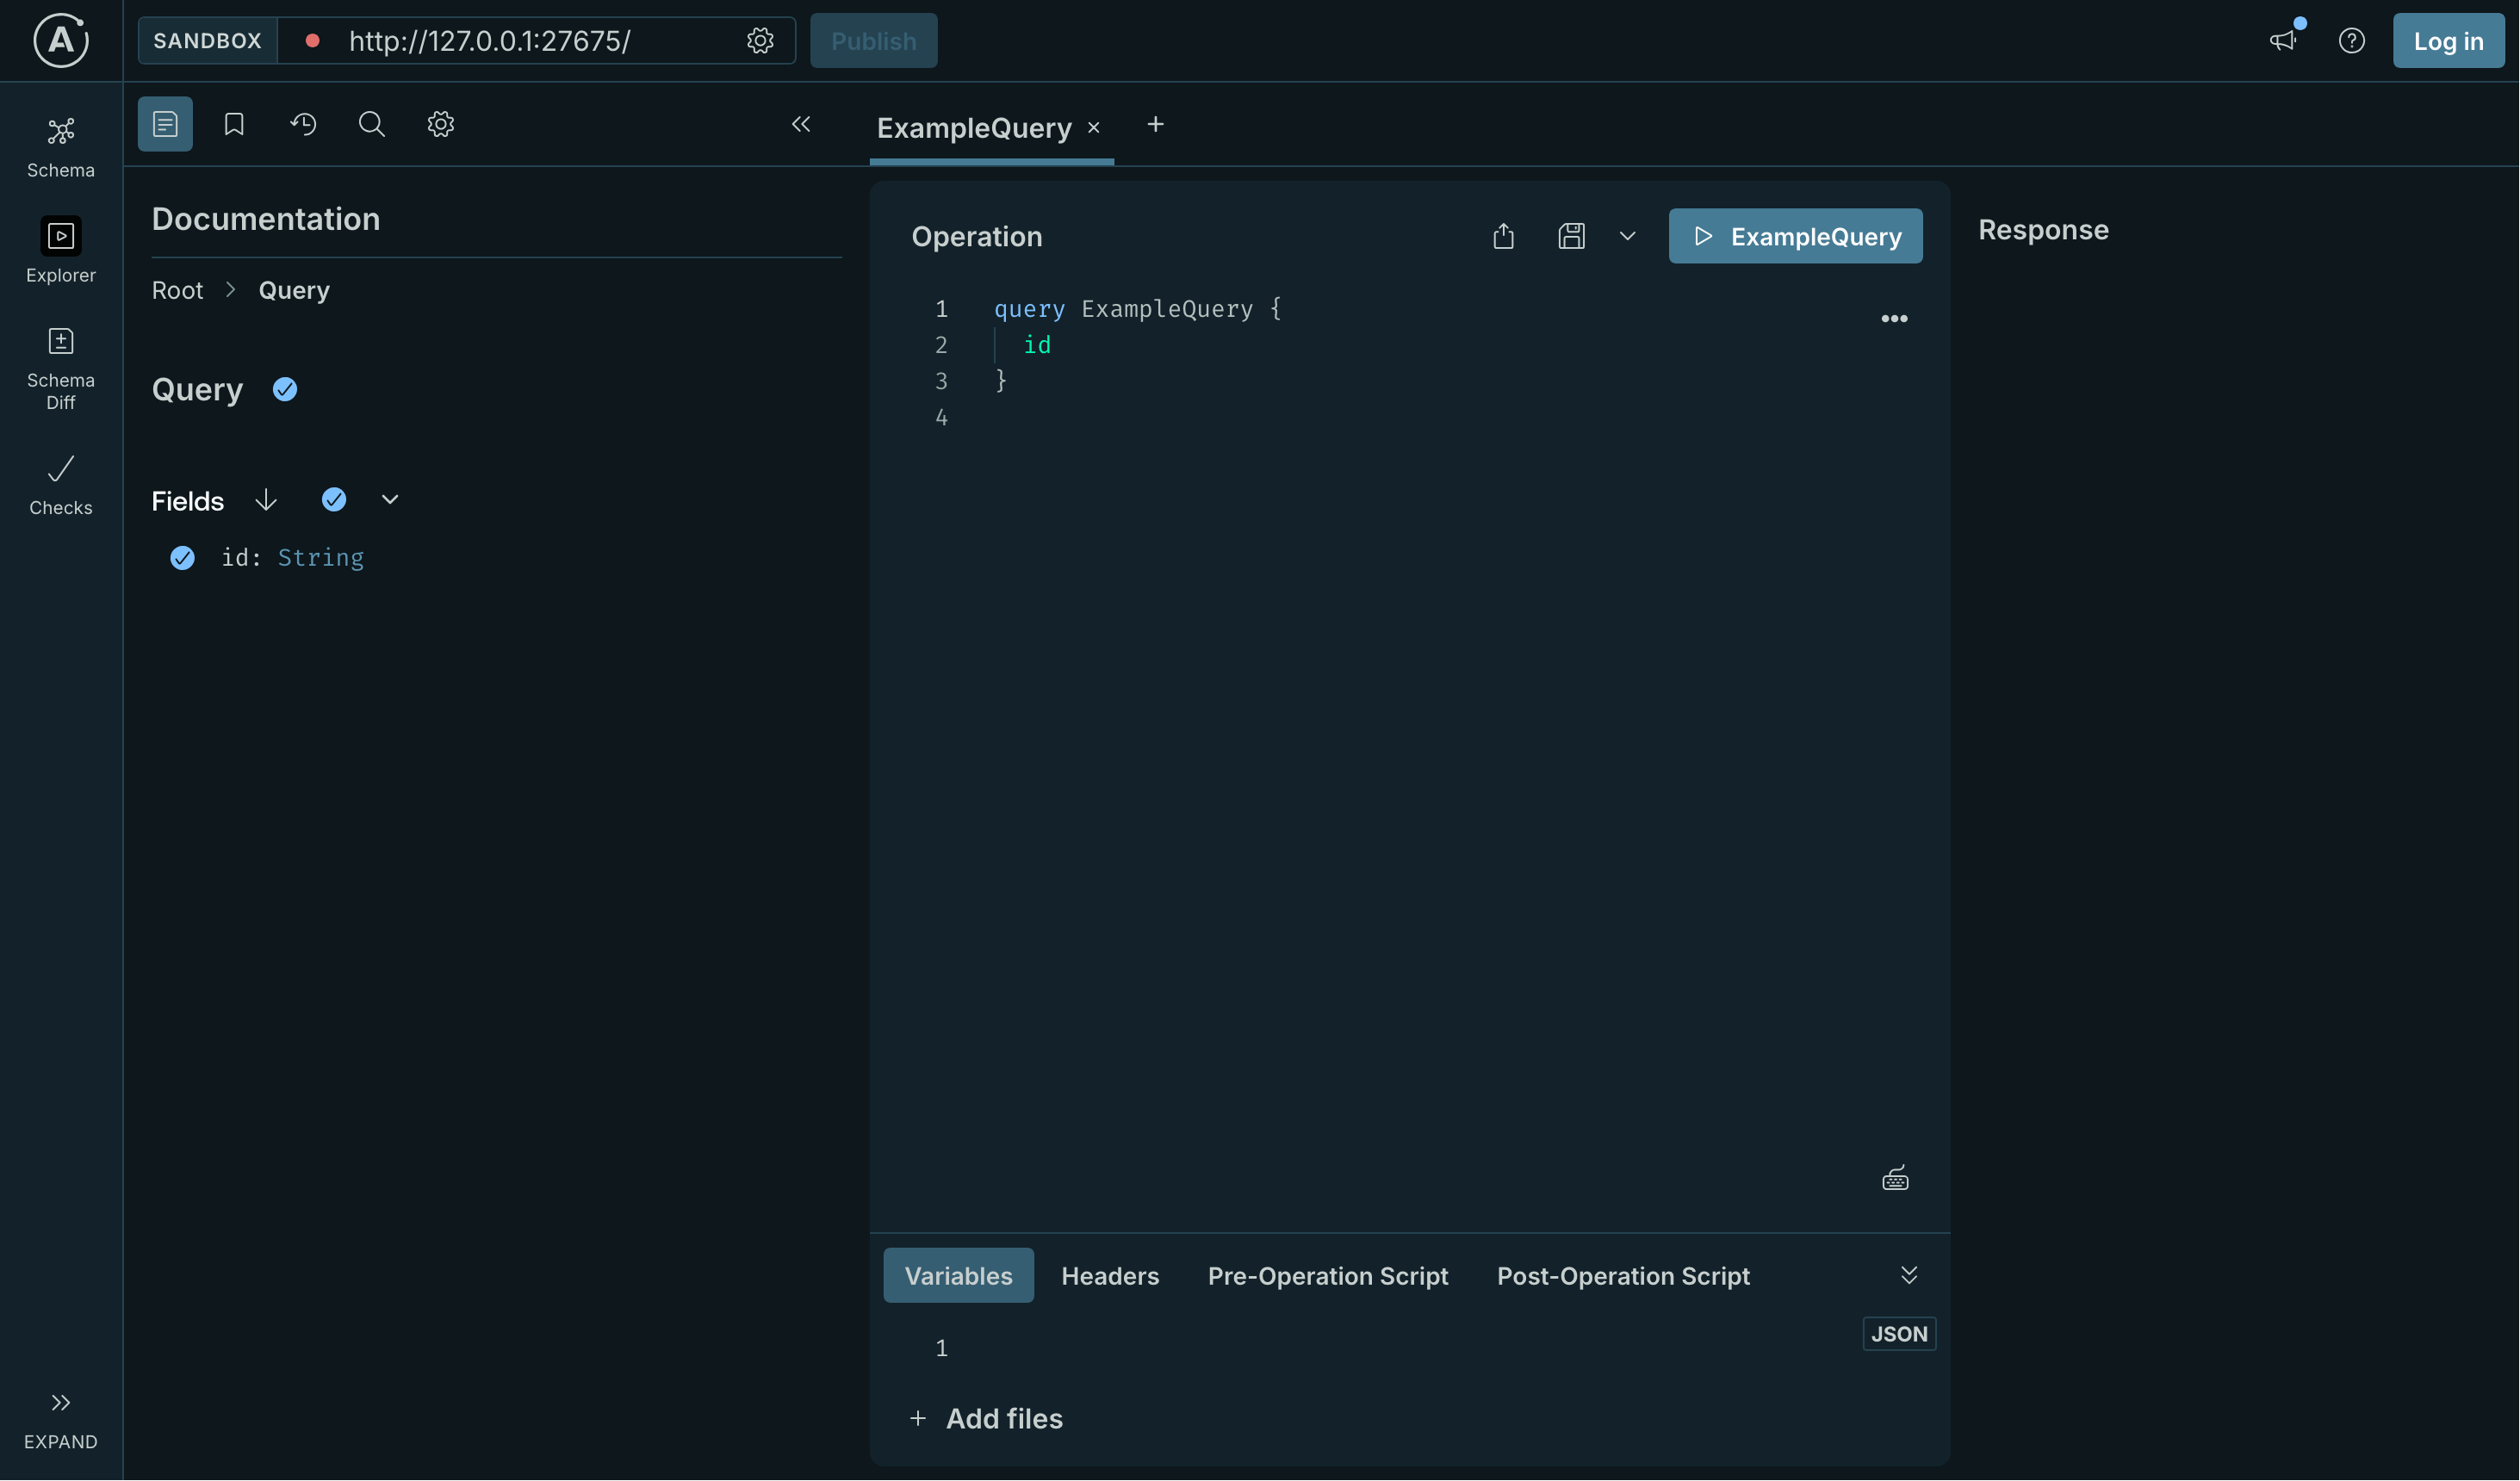 A
SANDBOX
http://127.0.0.1:27675/
Publish
Log in
Schema
Explorer
Schema
Diff
Checks
EXPAND
Documentation
Root > Query
Query
Fields
id: String
ExampleQuery × +
Operation
ExampleQuery
1 query ExampleQuery {
2 id
3 }
4
Variables
Headers
Pre-Operation Script
Post-Operation Script
1
JSON
+ Add files
Response